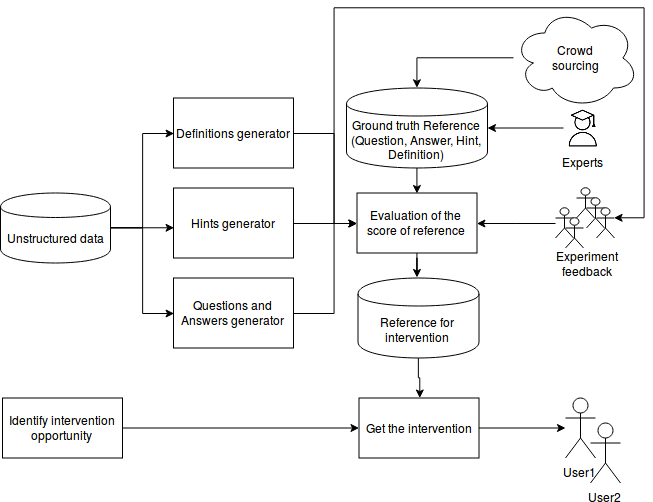 Crowd
sourcing
Definitions generator
Ground truth Reference
(Question, Answer, Hint,
Definition)
Experts
Unstructured data
Hints generator
Evaluation of the
score of reference
Experiment
feedback
Questions and
Answers generator
Reference for
intervention
Identify intervention
opportunity
Get the intervention
User1
User2